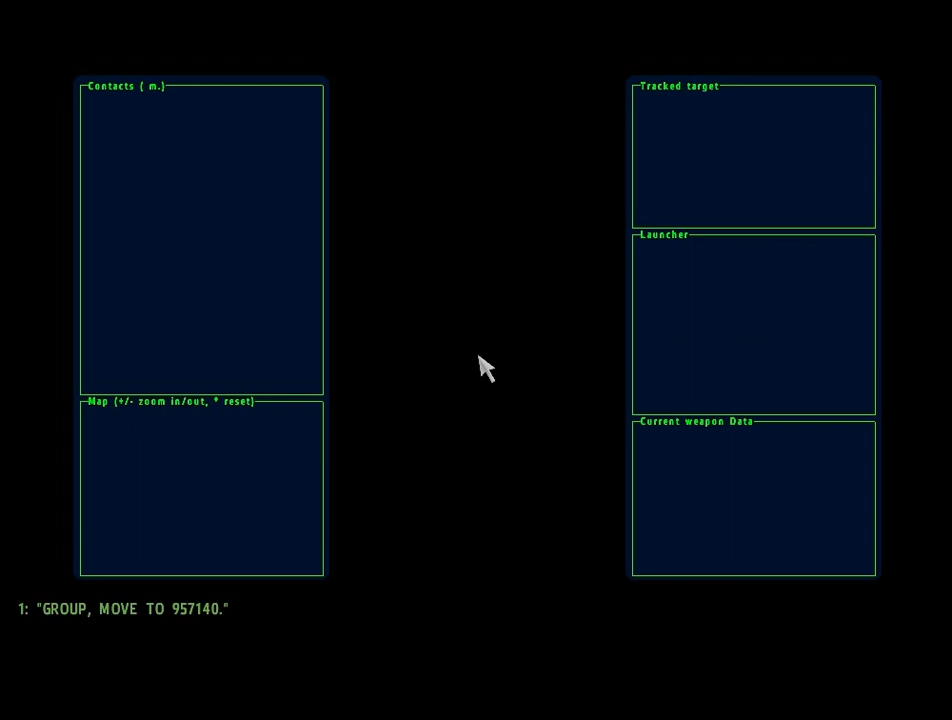 Contacts ( m.)
Map (+/- zoom in/out, * reset)
Tracked target
Launcher
Current weapon Data
1: "GROUP, MOVE TO 957140."